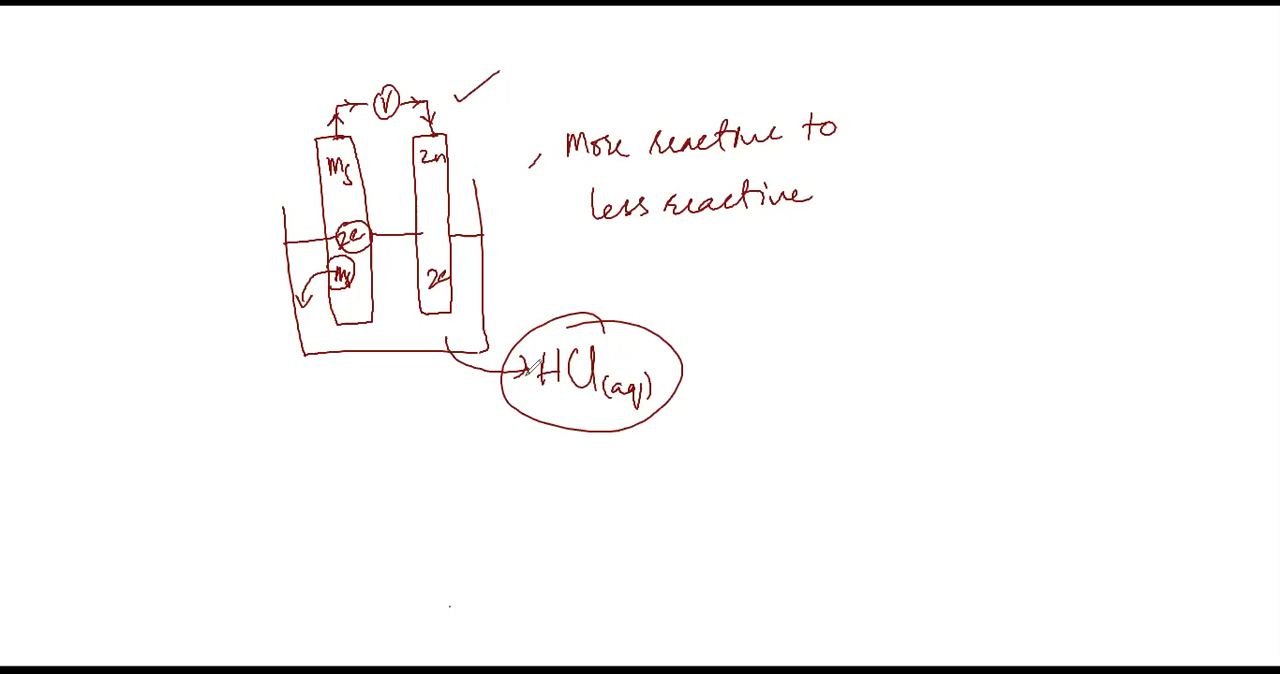 V
Mg
Zn
, More reactive to
less reactive
2e
Mg
2e
HCl(aq)